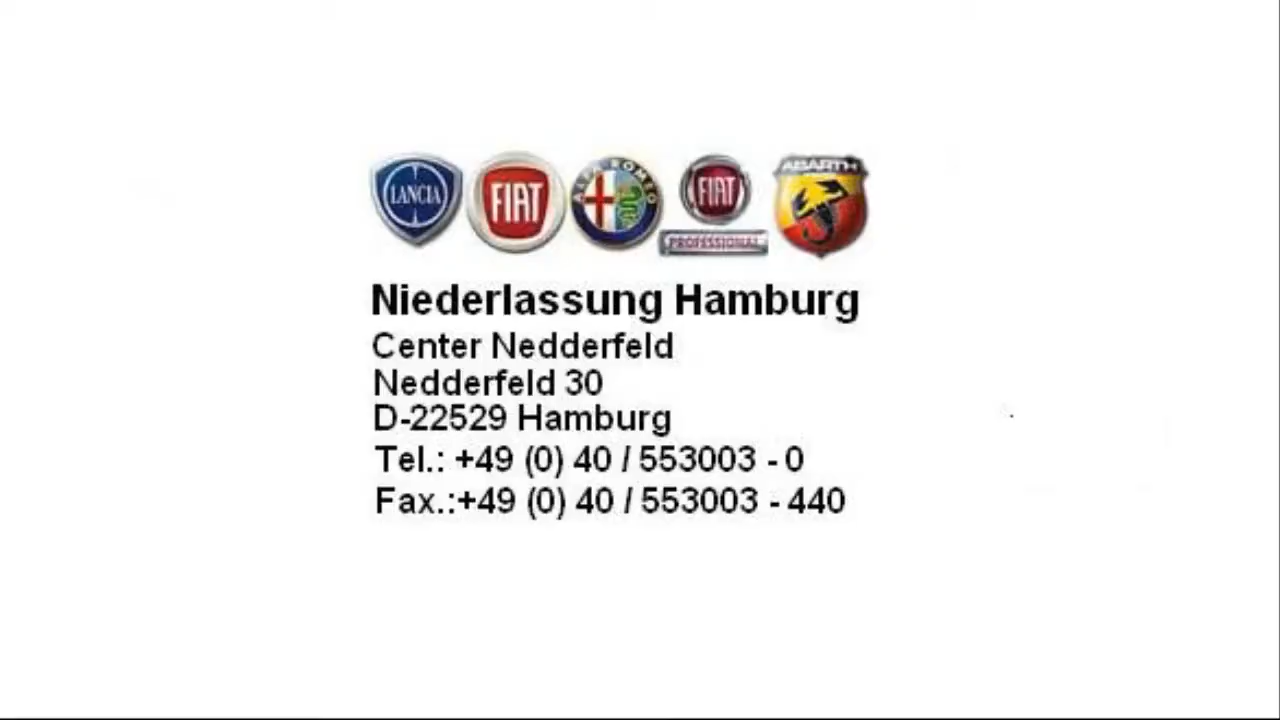 LANCIA FIAT ALFA ROMEO FIAT ABARTH
PROFESSIONAL
Niederlassung Hamburg
Center Nedderfeld
Nedderfeld 30
D-22529 Hamburg
Tel.: +49 (0) 40 / 553003 - 0
Fax.:+49 (0) 40 / 553003 - 440